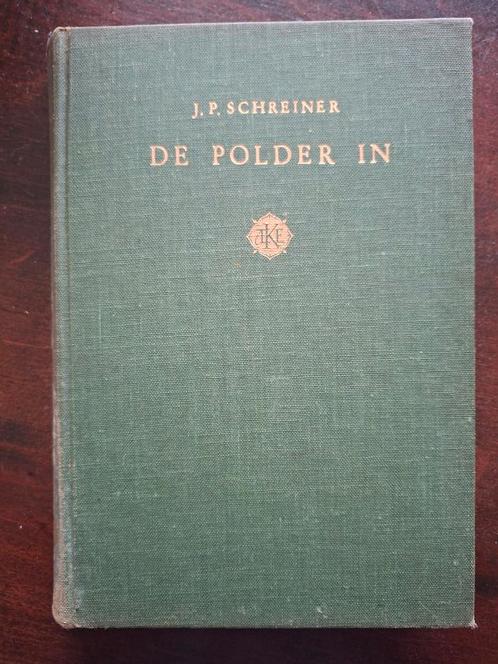 J. P. SCHREINER
DE POLDER IN